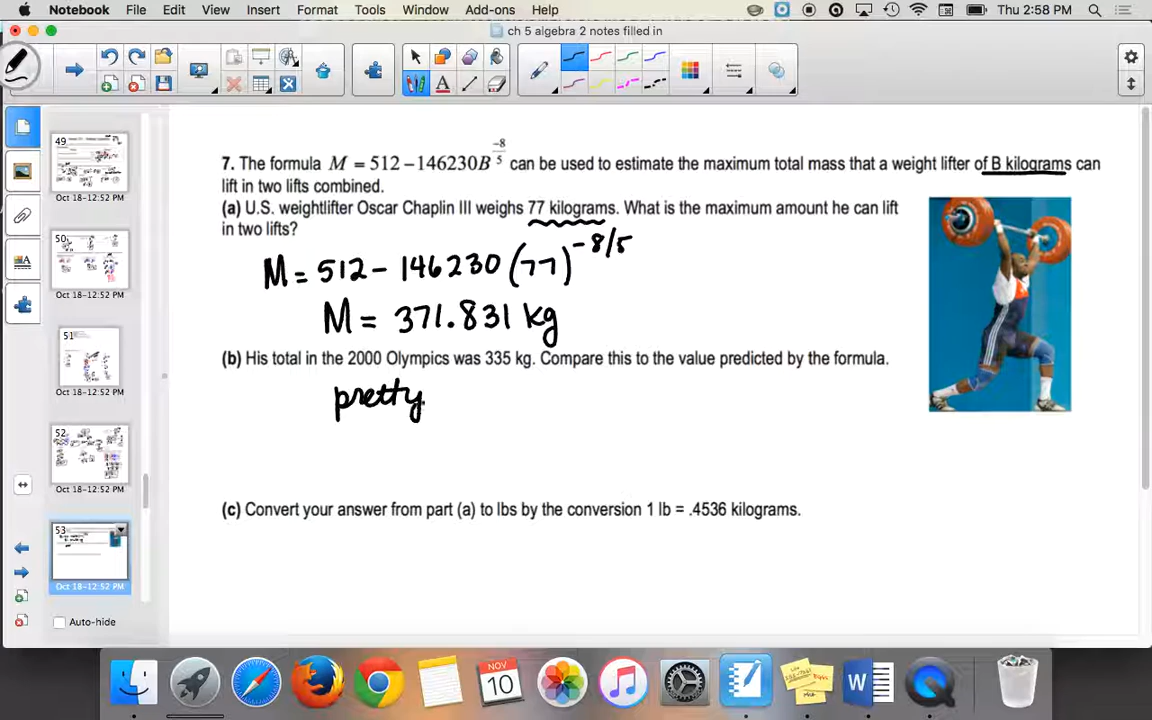 Notebook File Edit View Insert Format Tools Window Add-ons Help Thu 2:58 PM
ch 5 algebra 2 notes filled in
49
Oct 18-12:52 PM
50
Oct 18-12:52 PM
51
Oct 18-12:52 PM
52
Oct 18-12:52 PM
53
Oct 18-12:52 PM
Auto-hide
7. The formula M = 512 – 146230B^(–8/5) can be used to estimate the maximum total mass that a weight lifter of B kilograms can
lift in two lifts combined.
(a) U.S. weightlifter Oscar Chaplin III weighs 77 kilograms. What is the maximum amount he can lift
in two lifts?
M = 512 - 146230 (77)^(-8/5)
M = 371.831 kg
(b) His total in the 2000 Olympics was 335 kg. Compare this to the value predicted by the formula.
pretty
(c) Convert your answer from part (a) to lbs by the conversion 1 lb = .4536 kilograms.
NOV
10
W